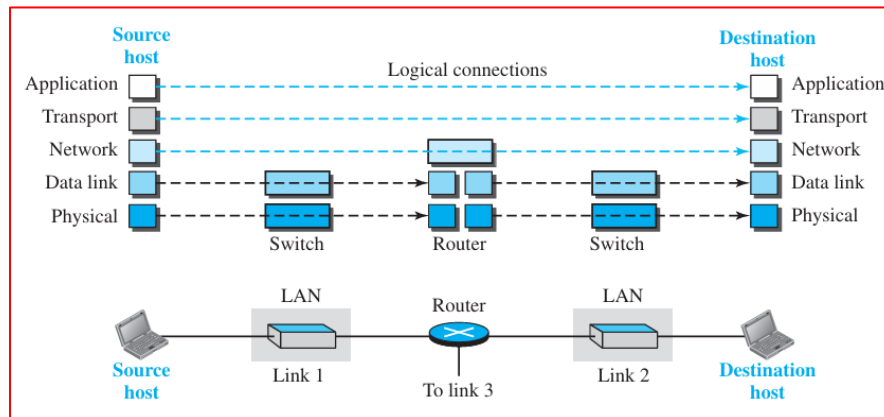 Source
host
Destination
host
Logical connections
Application
Application
Transport
Transport
Network
Network
Data link
Data link
Physical
Physical
Switch
Router
Switch
LAN
Router
LAN
Source
host
Link 1
To link 3
Link 2
Destination
host